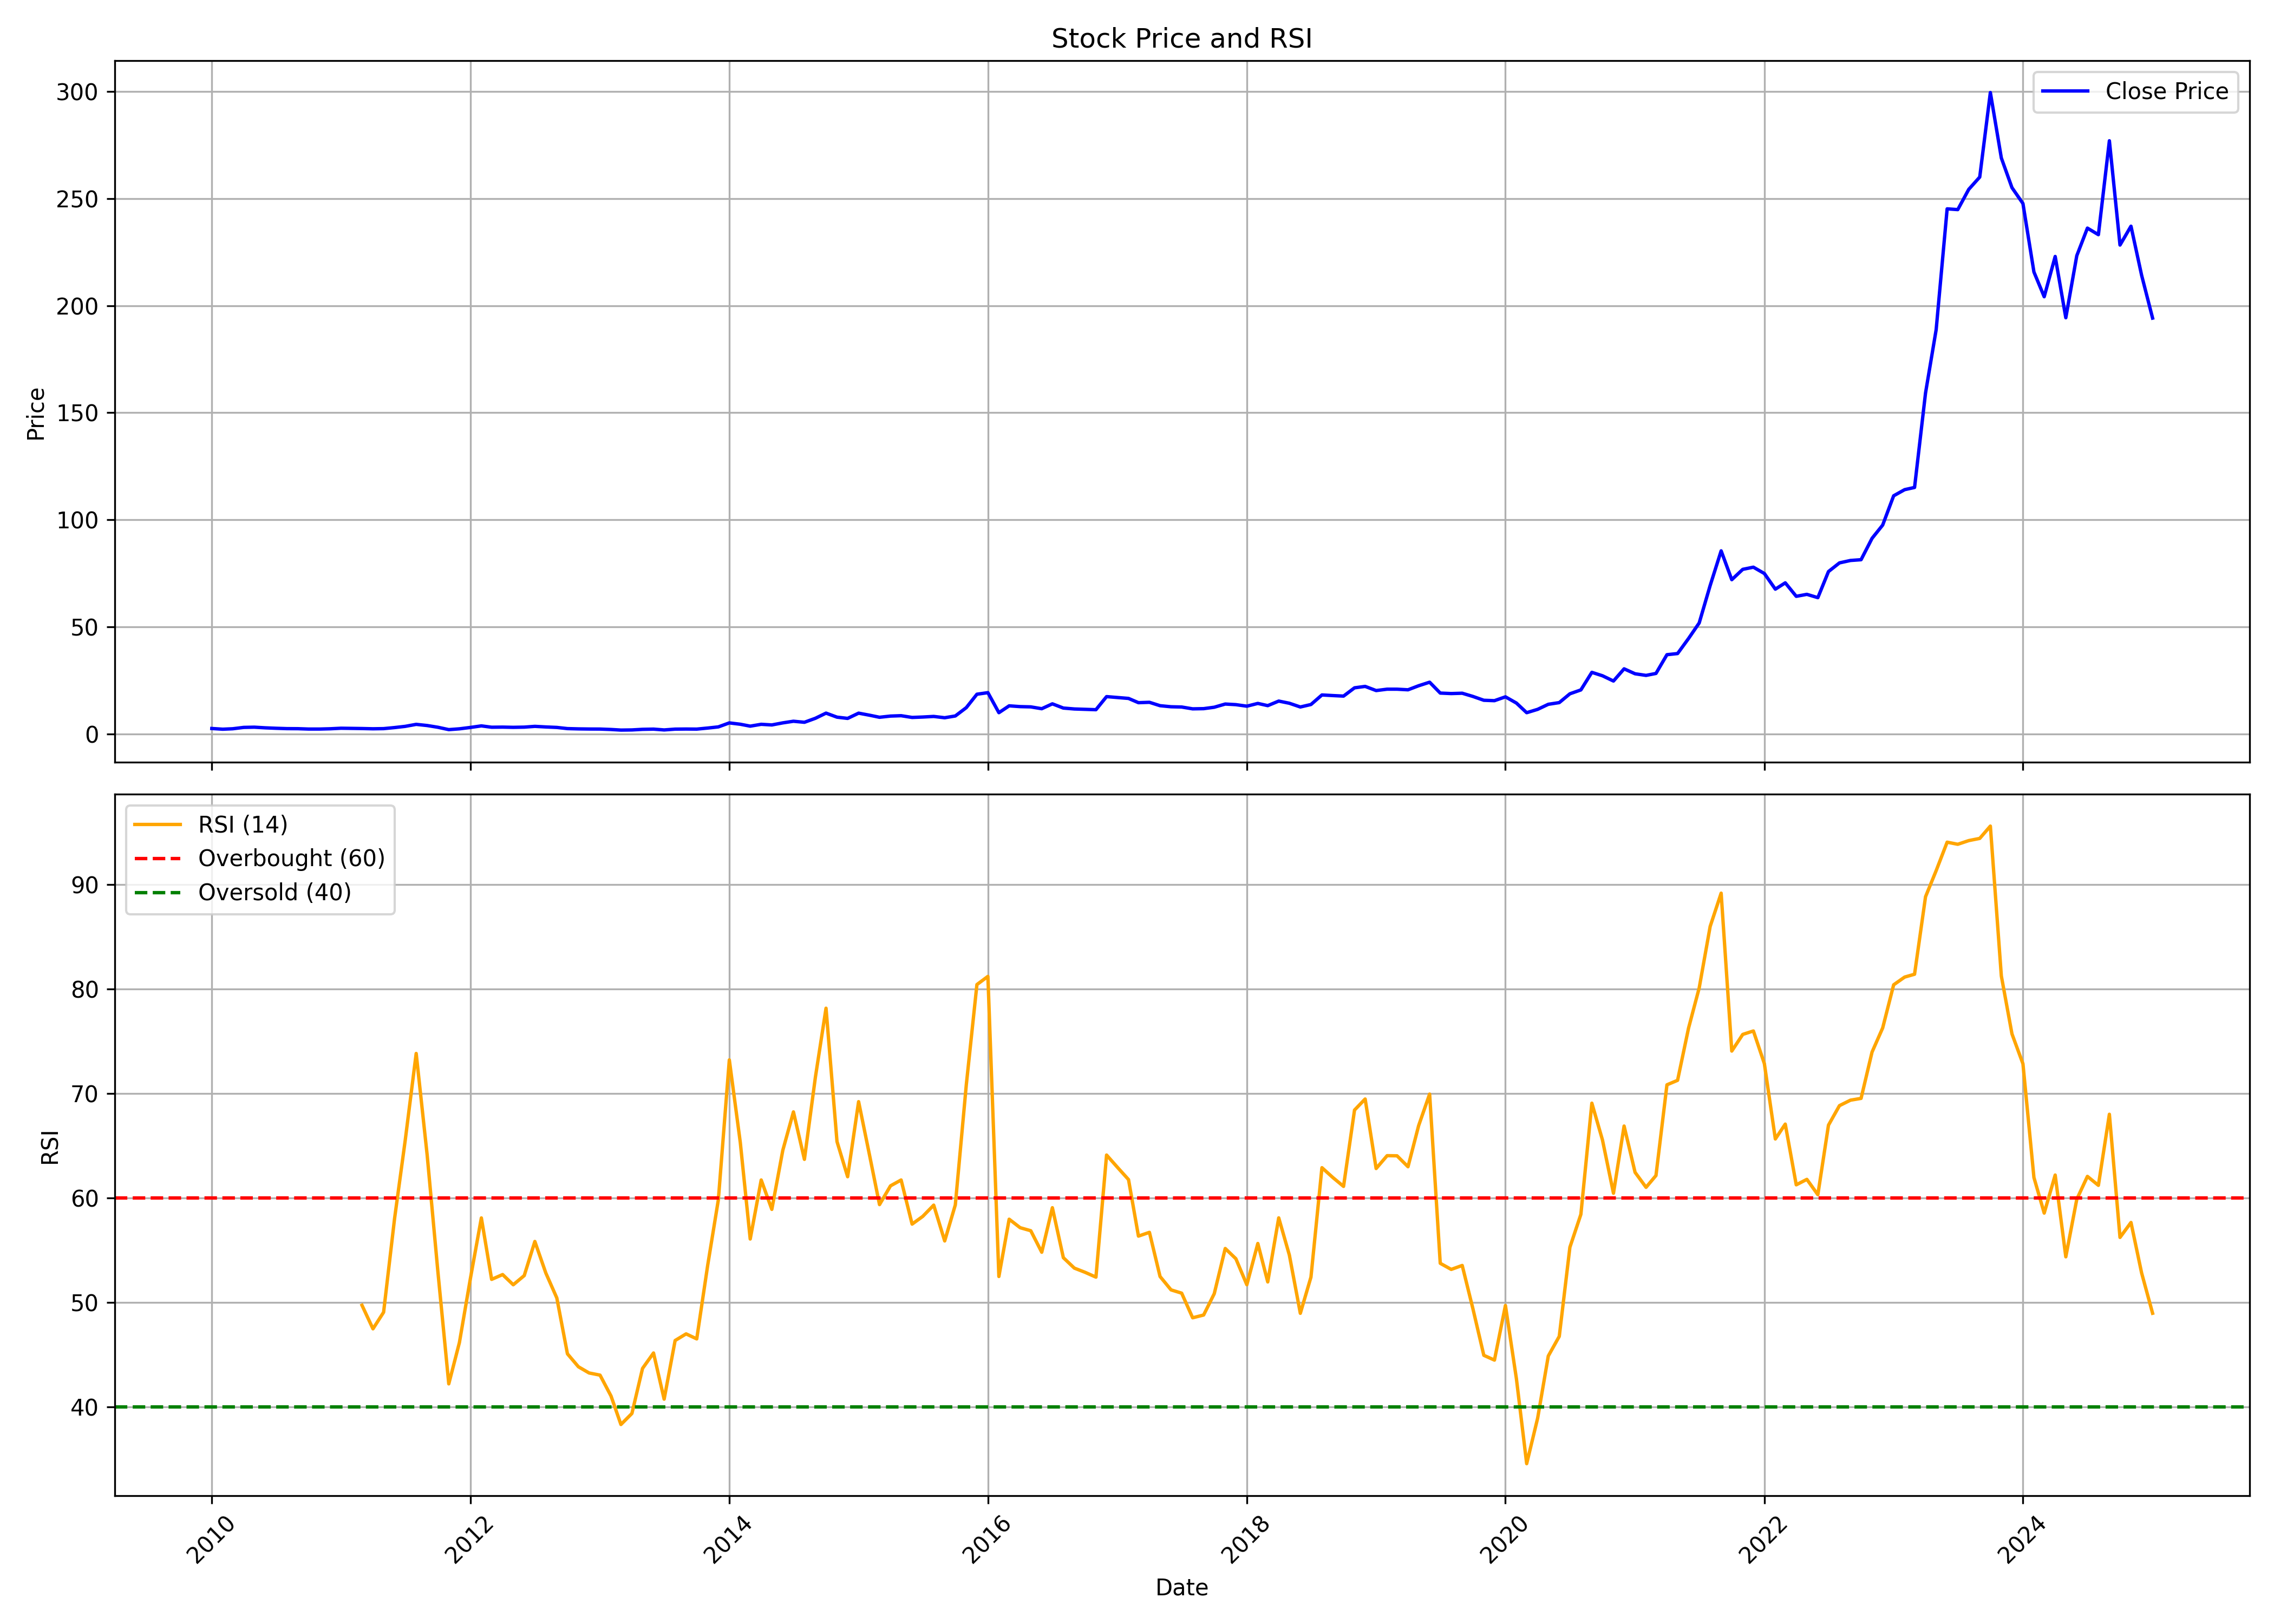 Stock Price and RSI
Close Price
300
250
200
150
100
50
0
Price
RSI (14)
Overbought (60)
Oversold (40)
90
80
70
60
50
40
RSI
2010
2012
2014
2016
2018
2020
2022
2024
Date